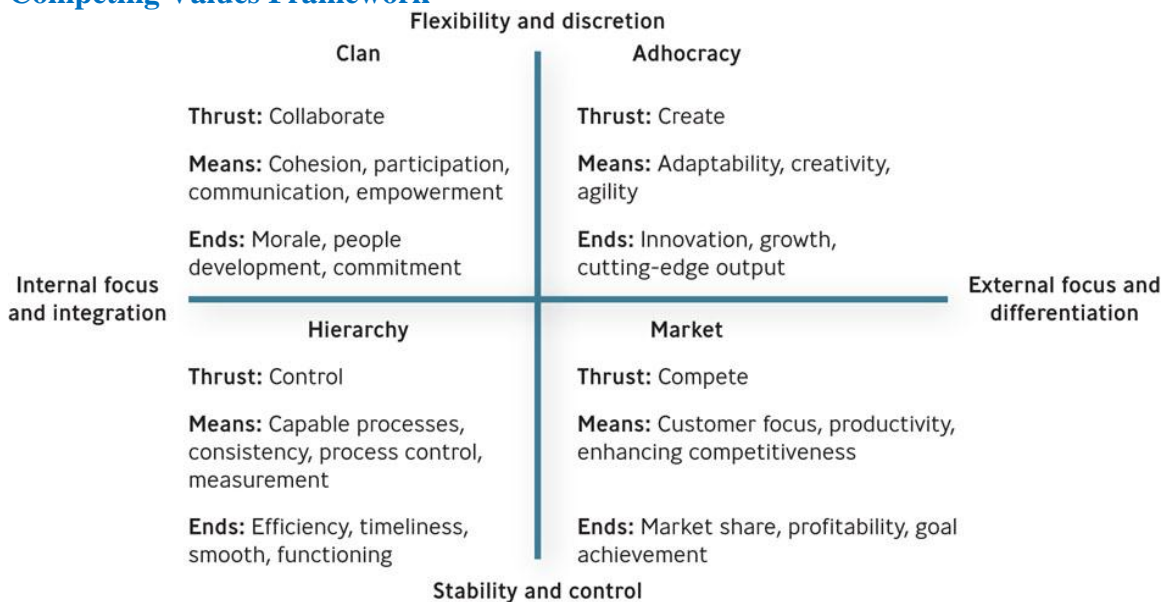 Competing Values Framework
Flexibility and discretion
Clan
Thrust: Collaborate
Means: Cohesion, participation,
communication, empowerment
Ends: Morale, people
development, commitment
Adhocracy
Thrust: Create
Means: Adaptability, creativity,
agility
Ends: Innovation, growth,
cutting-edge output
Internal focus
and integration
External focus and
differentiation
Hierarchy
Thrust: Control
Means: Capable processes,
consistency, process control,
measurement
Ends: Efficiency, timeliness,
smooth, functioning
Market
Thrust: Compete
Means: Customer focus, productivity,
enhancing competitiveness
Ends: Market share, profitability, goal
achievement
Stability and control